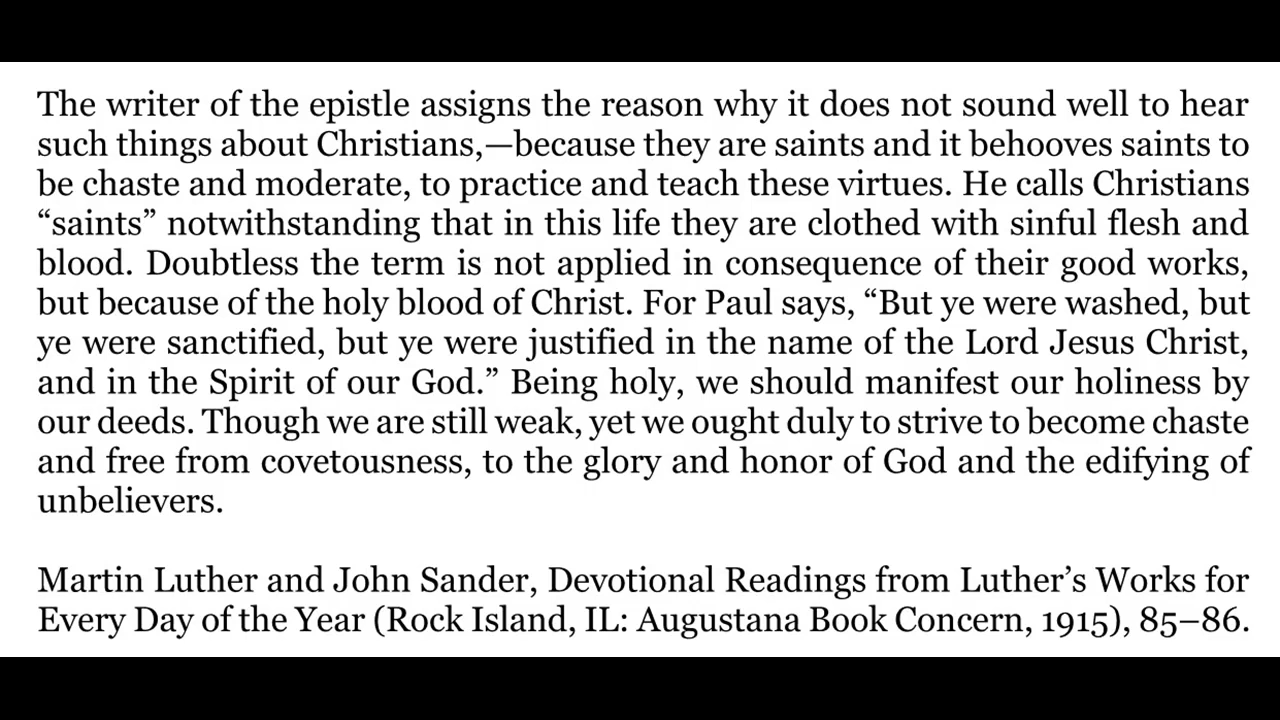 The writer of the epistle assigns the reason why it does not sound well to hear
such things about Christians,—because they are saints and it behooves saints to
be chaste and moderate, to practice and teach these virtues. He calls Christians
“saints” notwithstanding that in this life they are clothed with sinful flesh and
blood. Doubtless the term is not applied in consequence of their good works,
but because of the holy blood of Christ. For Paul says, “But ye were washed, but
ye were sanctified, but ye were justified in the name of the Lord Jesus Christ,
and in the Spirit of our God.” Being holy, we should manifest our holiness by
our deeds. Though we are still weak, yet we ought duly to strive to become chaste
and free from covetousness, to the glory and honor of God and the edifying of
unbelievers.
Martin Luther and John Sander, Devotional Readings from Luther’s Works for
Every Day of the Year (Rock Island, IL: Augustana Book Concern, 1915), 85–86.